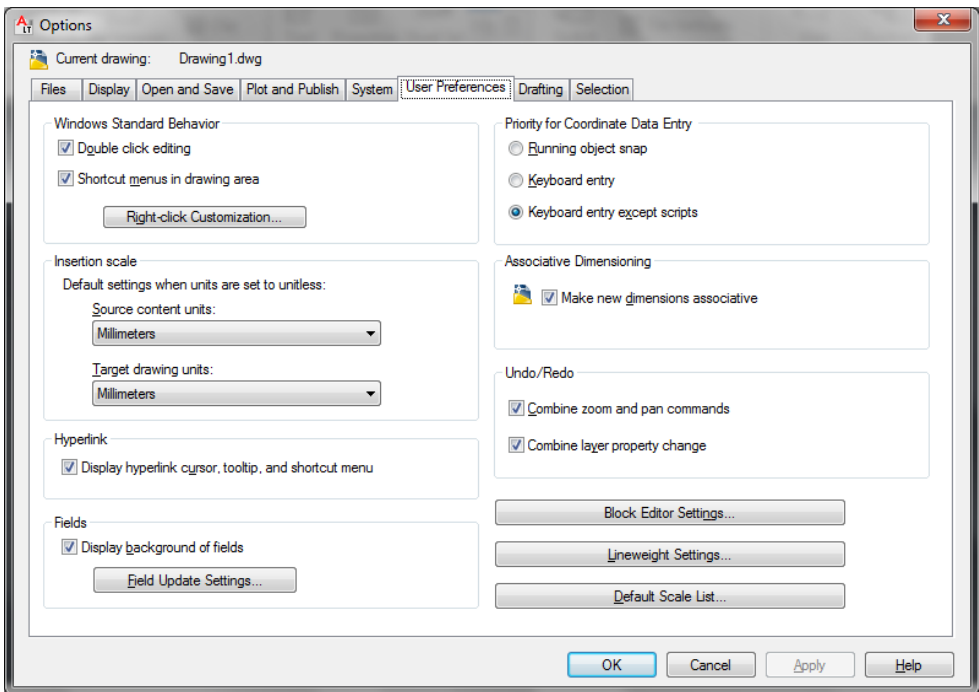 A LT Options
Current drawing: Drawing1.dwg
Files Display Open and Save Plot and Publish System User Preferences Drafting Selection
Windows Standard Behavior
Double click editing
Shortcut menus in drawing area
Right-click Customization...
Insertion scale
Default settings when units are set to unitless:
Source content units:
Millimeters
Target drawing units:
Millimeters
Hyperlink
Display hyperlink cursor, tooltip, and shortcut menu
Fields
Display background of fields
Field Update Settings...
Priority for Coordinate Data Entry
Running object snap
Keyboard entry
Keyboard entry except scripts
Associative Dimensioning
Make new dimensions associative
Undo/Redo
Combine zoom and pan commands
Combine layer property change
Block Editor Settings...
Lineweight Settings...
Default Scale List...
OK Cancel Apply Help